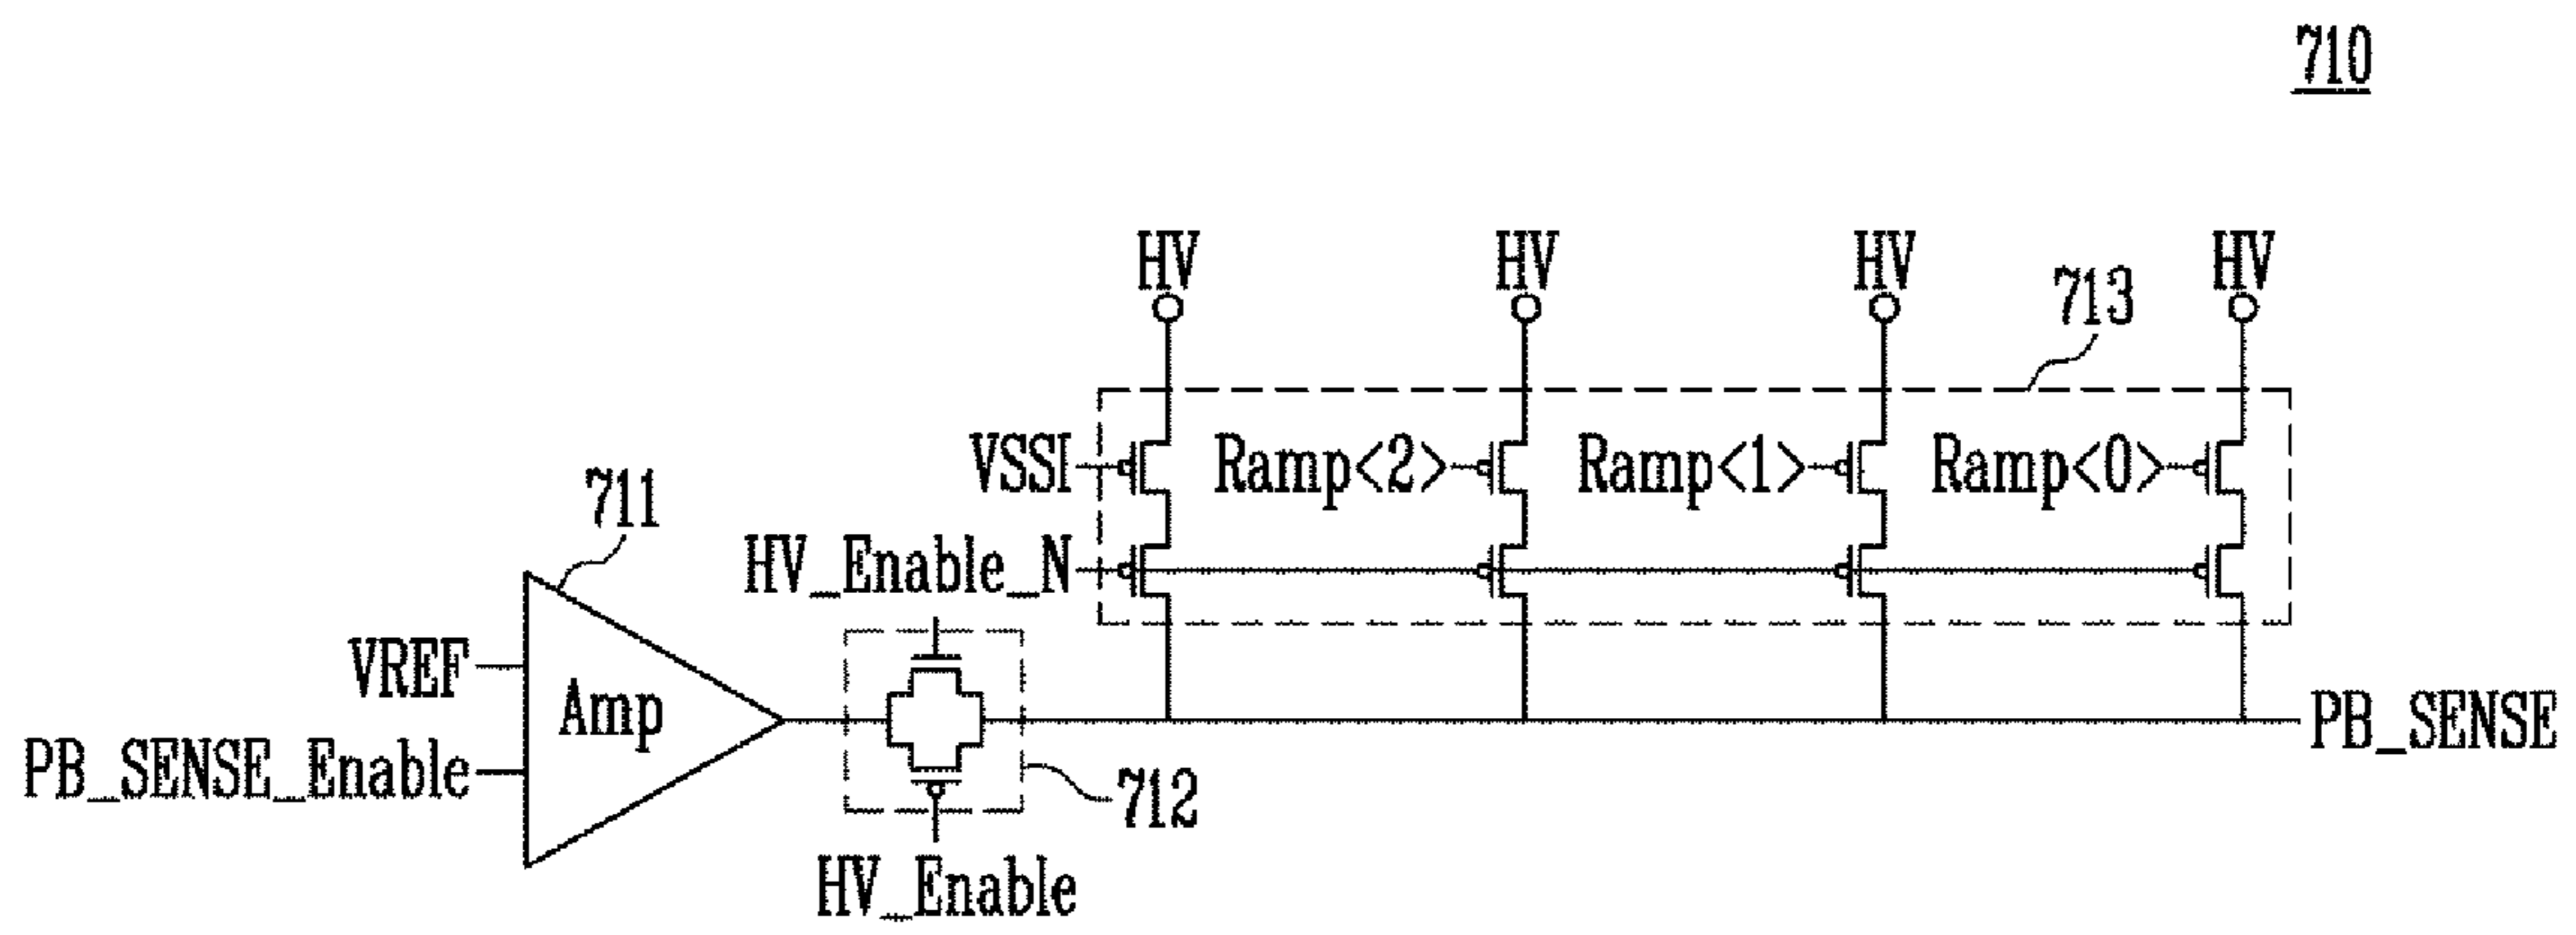 710
HV HV HV HV
713
VSSI Ramp<2> Ramp<1> Ramp<0>
711
HV_Enable_N
VREF
Amp
PB_SENSE
PB_SENSE_Enable
712
HV_Enable